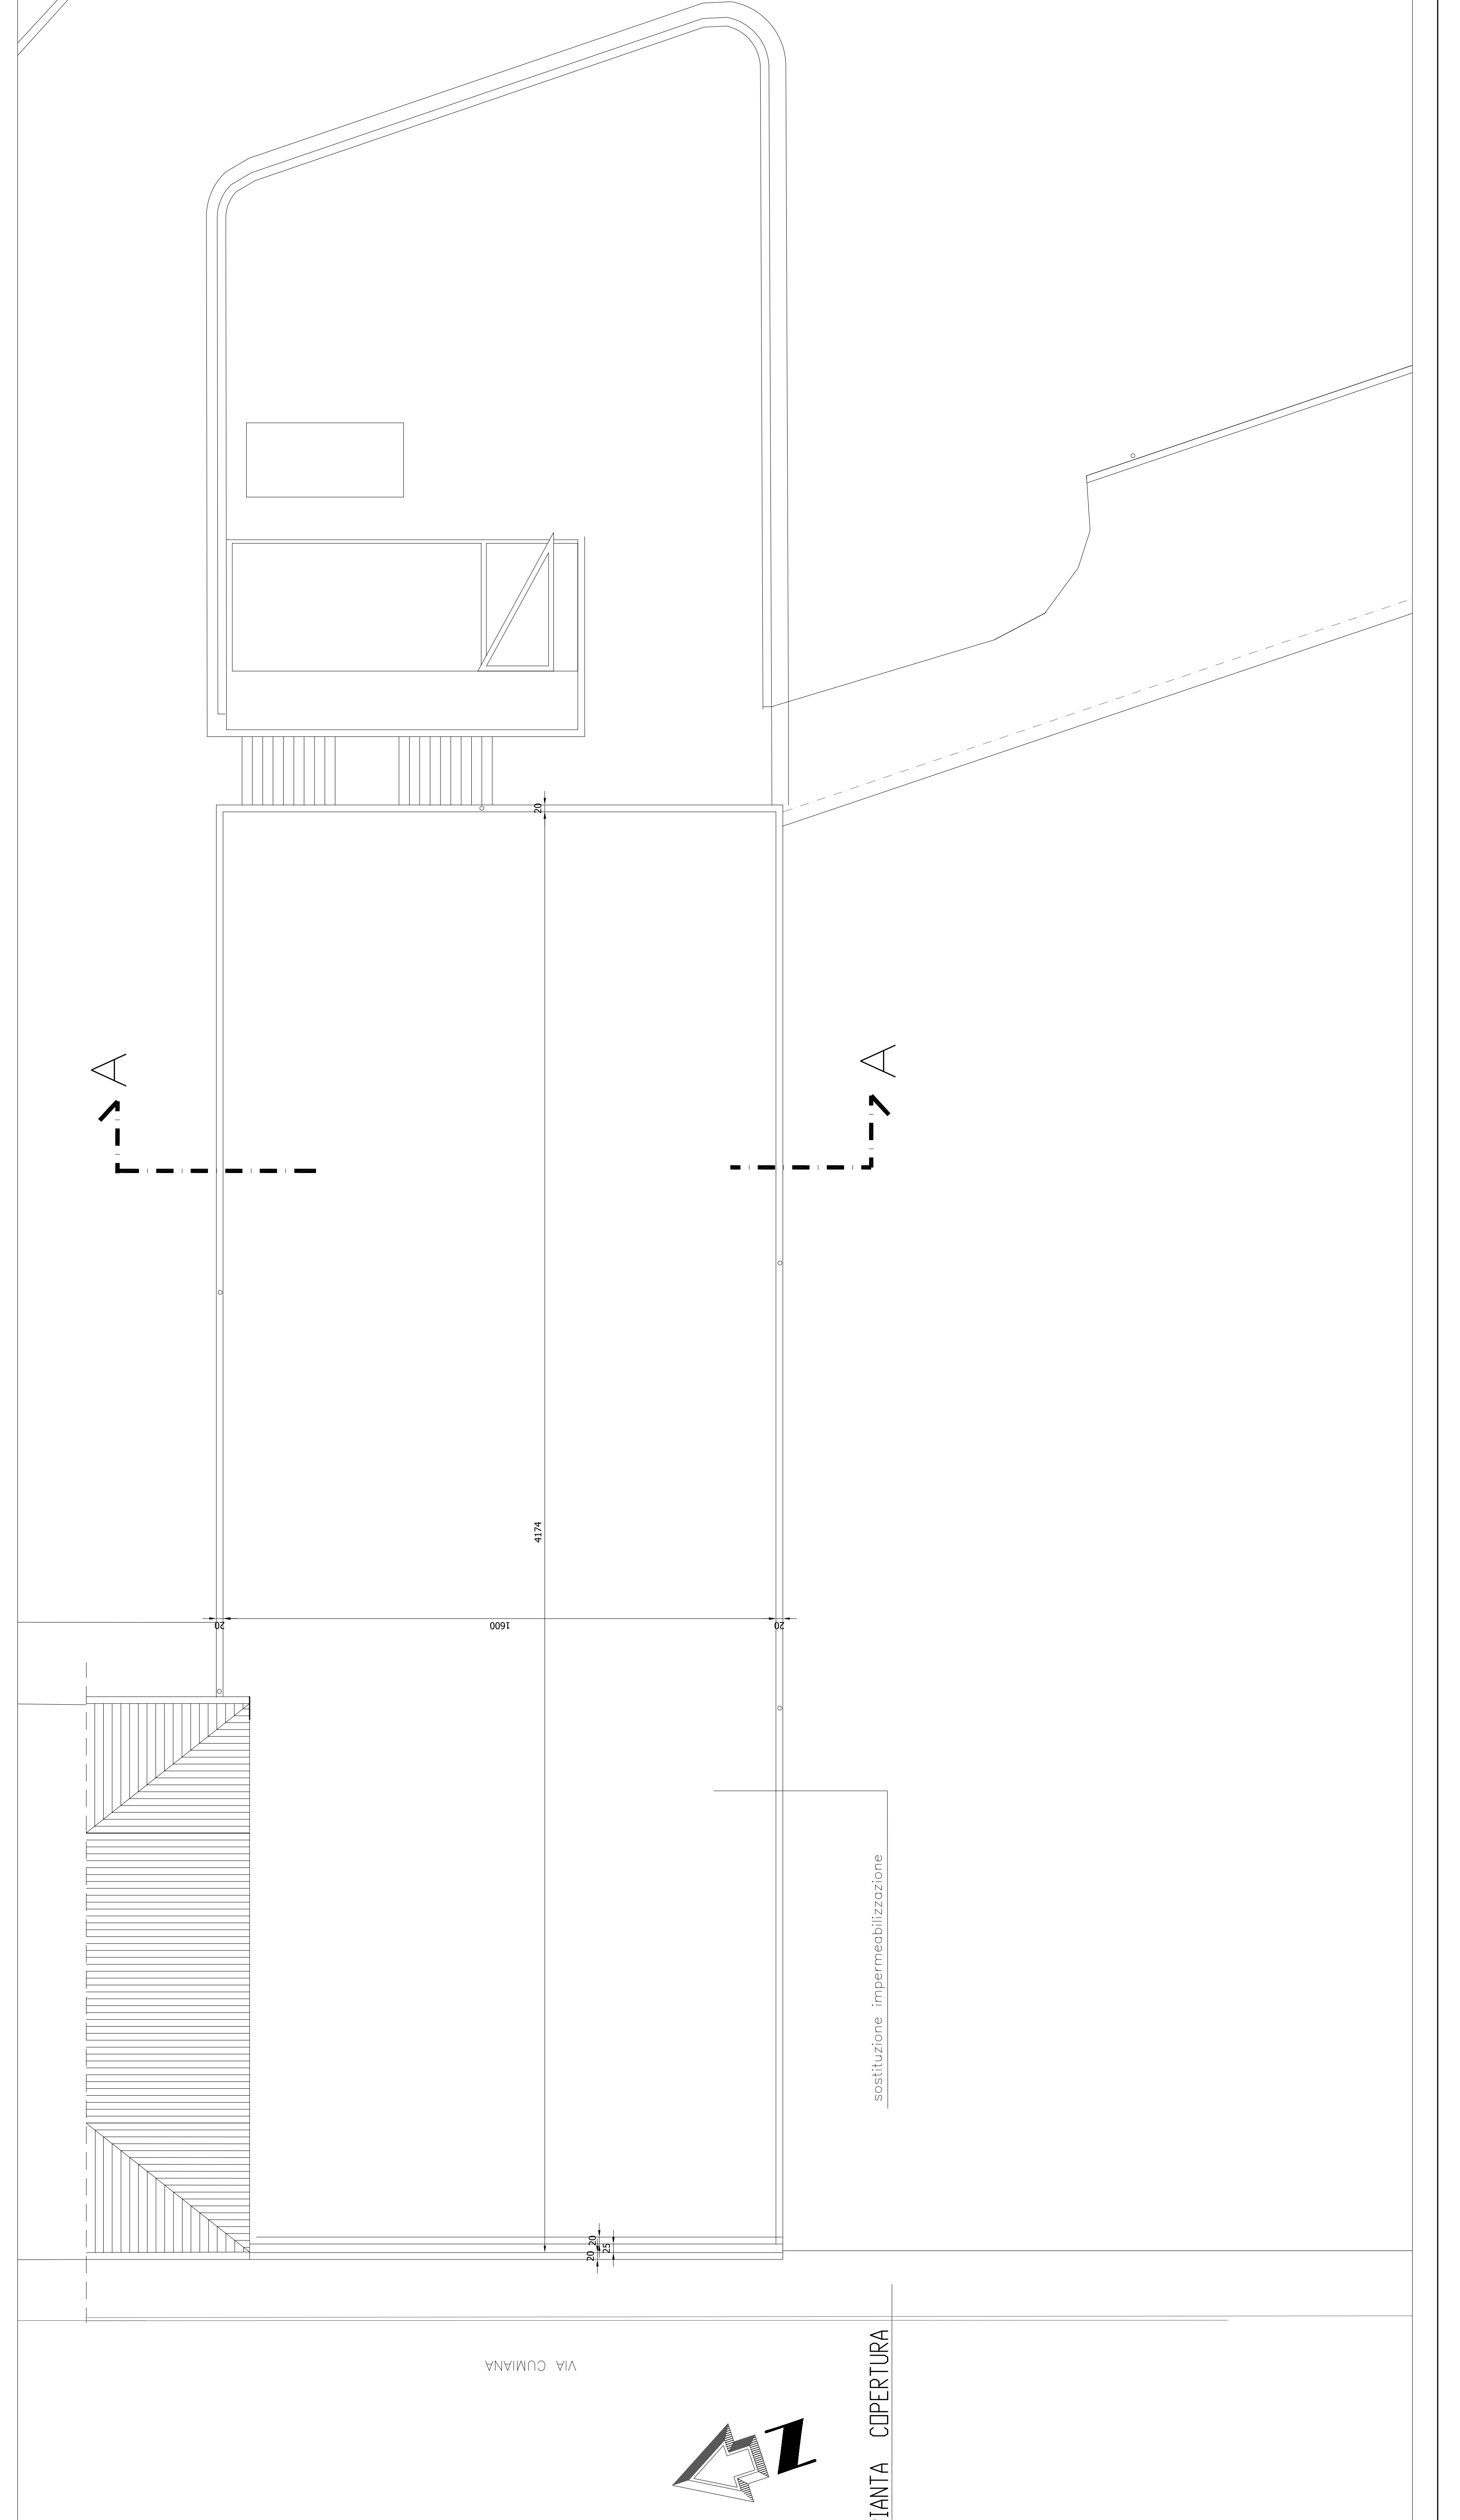 20
A
A
4174
20
1600
20
sostituzione impermeabilizzazione
20
25
20
VIA CUMIANA
IANTA COPERTURA
N